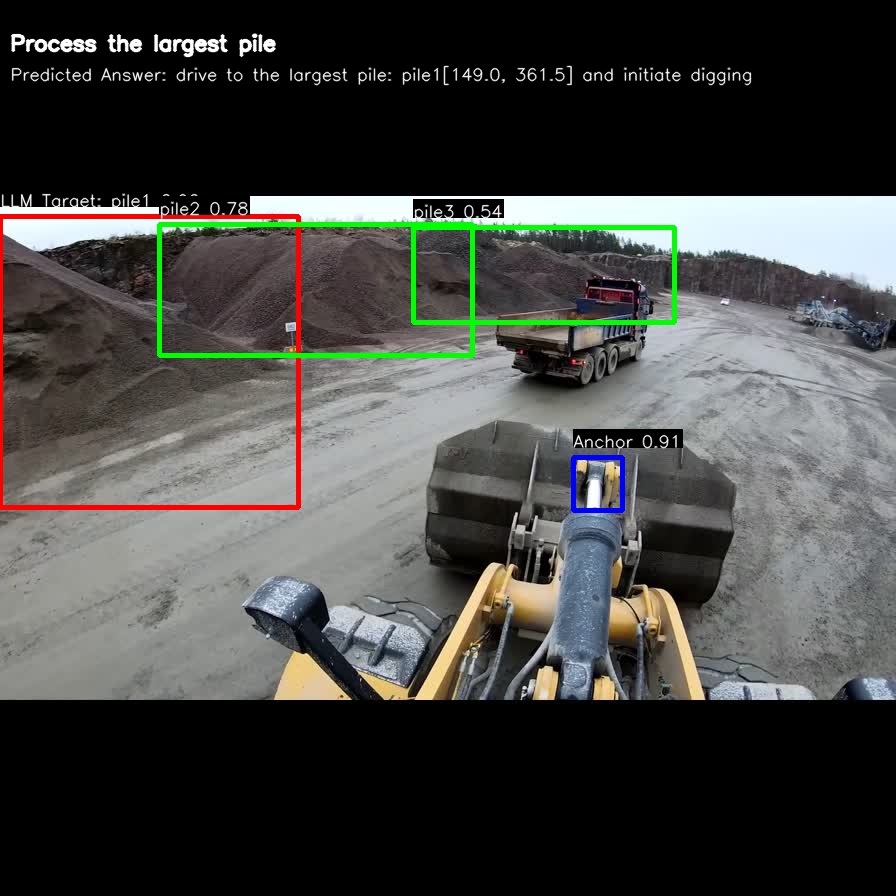 Process the largest pile
Predicted Answer: drive to the largest pile: pile1[149.0, 361.5] and initiate digging
LLM Target: pile1
pile2 0.78
pile3 0.54
Anchor 0.91